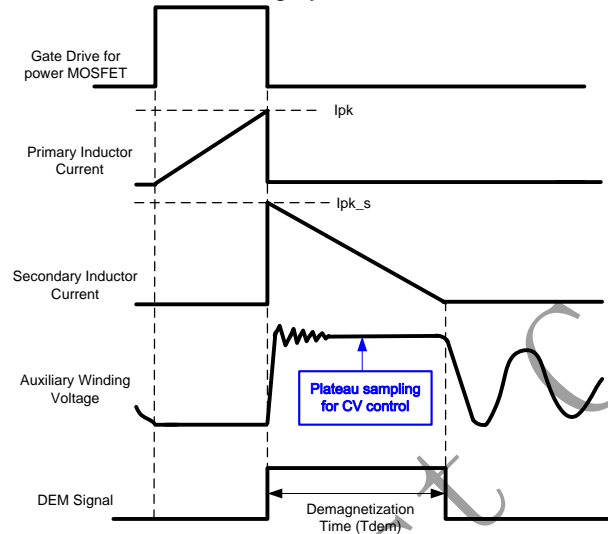 Gate Drive for
power MOSFET
Ipk
Primary Inductor
Current
Ipk_s
Secondary Inductor
Current
Auxiliary Winding
Voltage
Plateau sampling
for CV control
DEM Signal
Demagnetization
Time (Tdem)